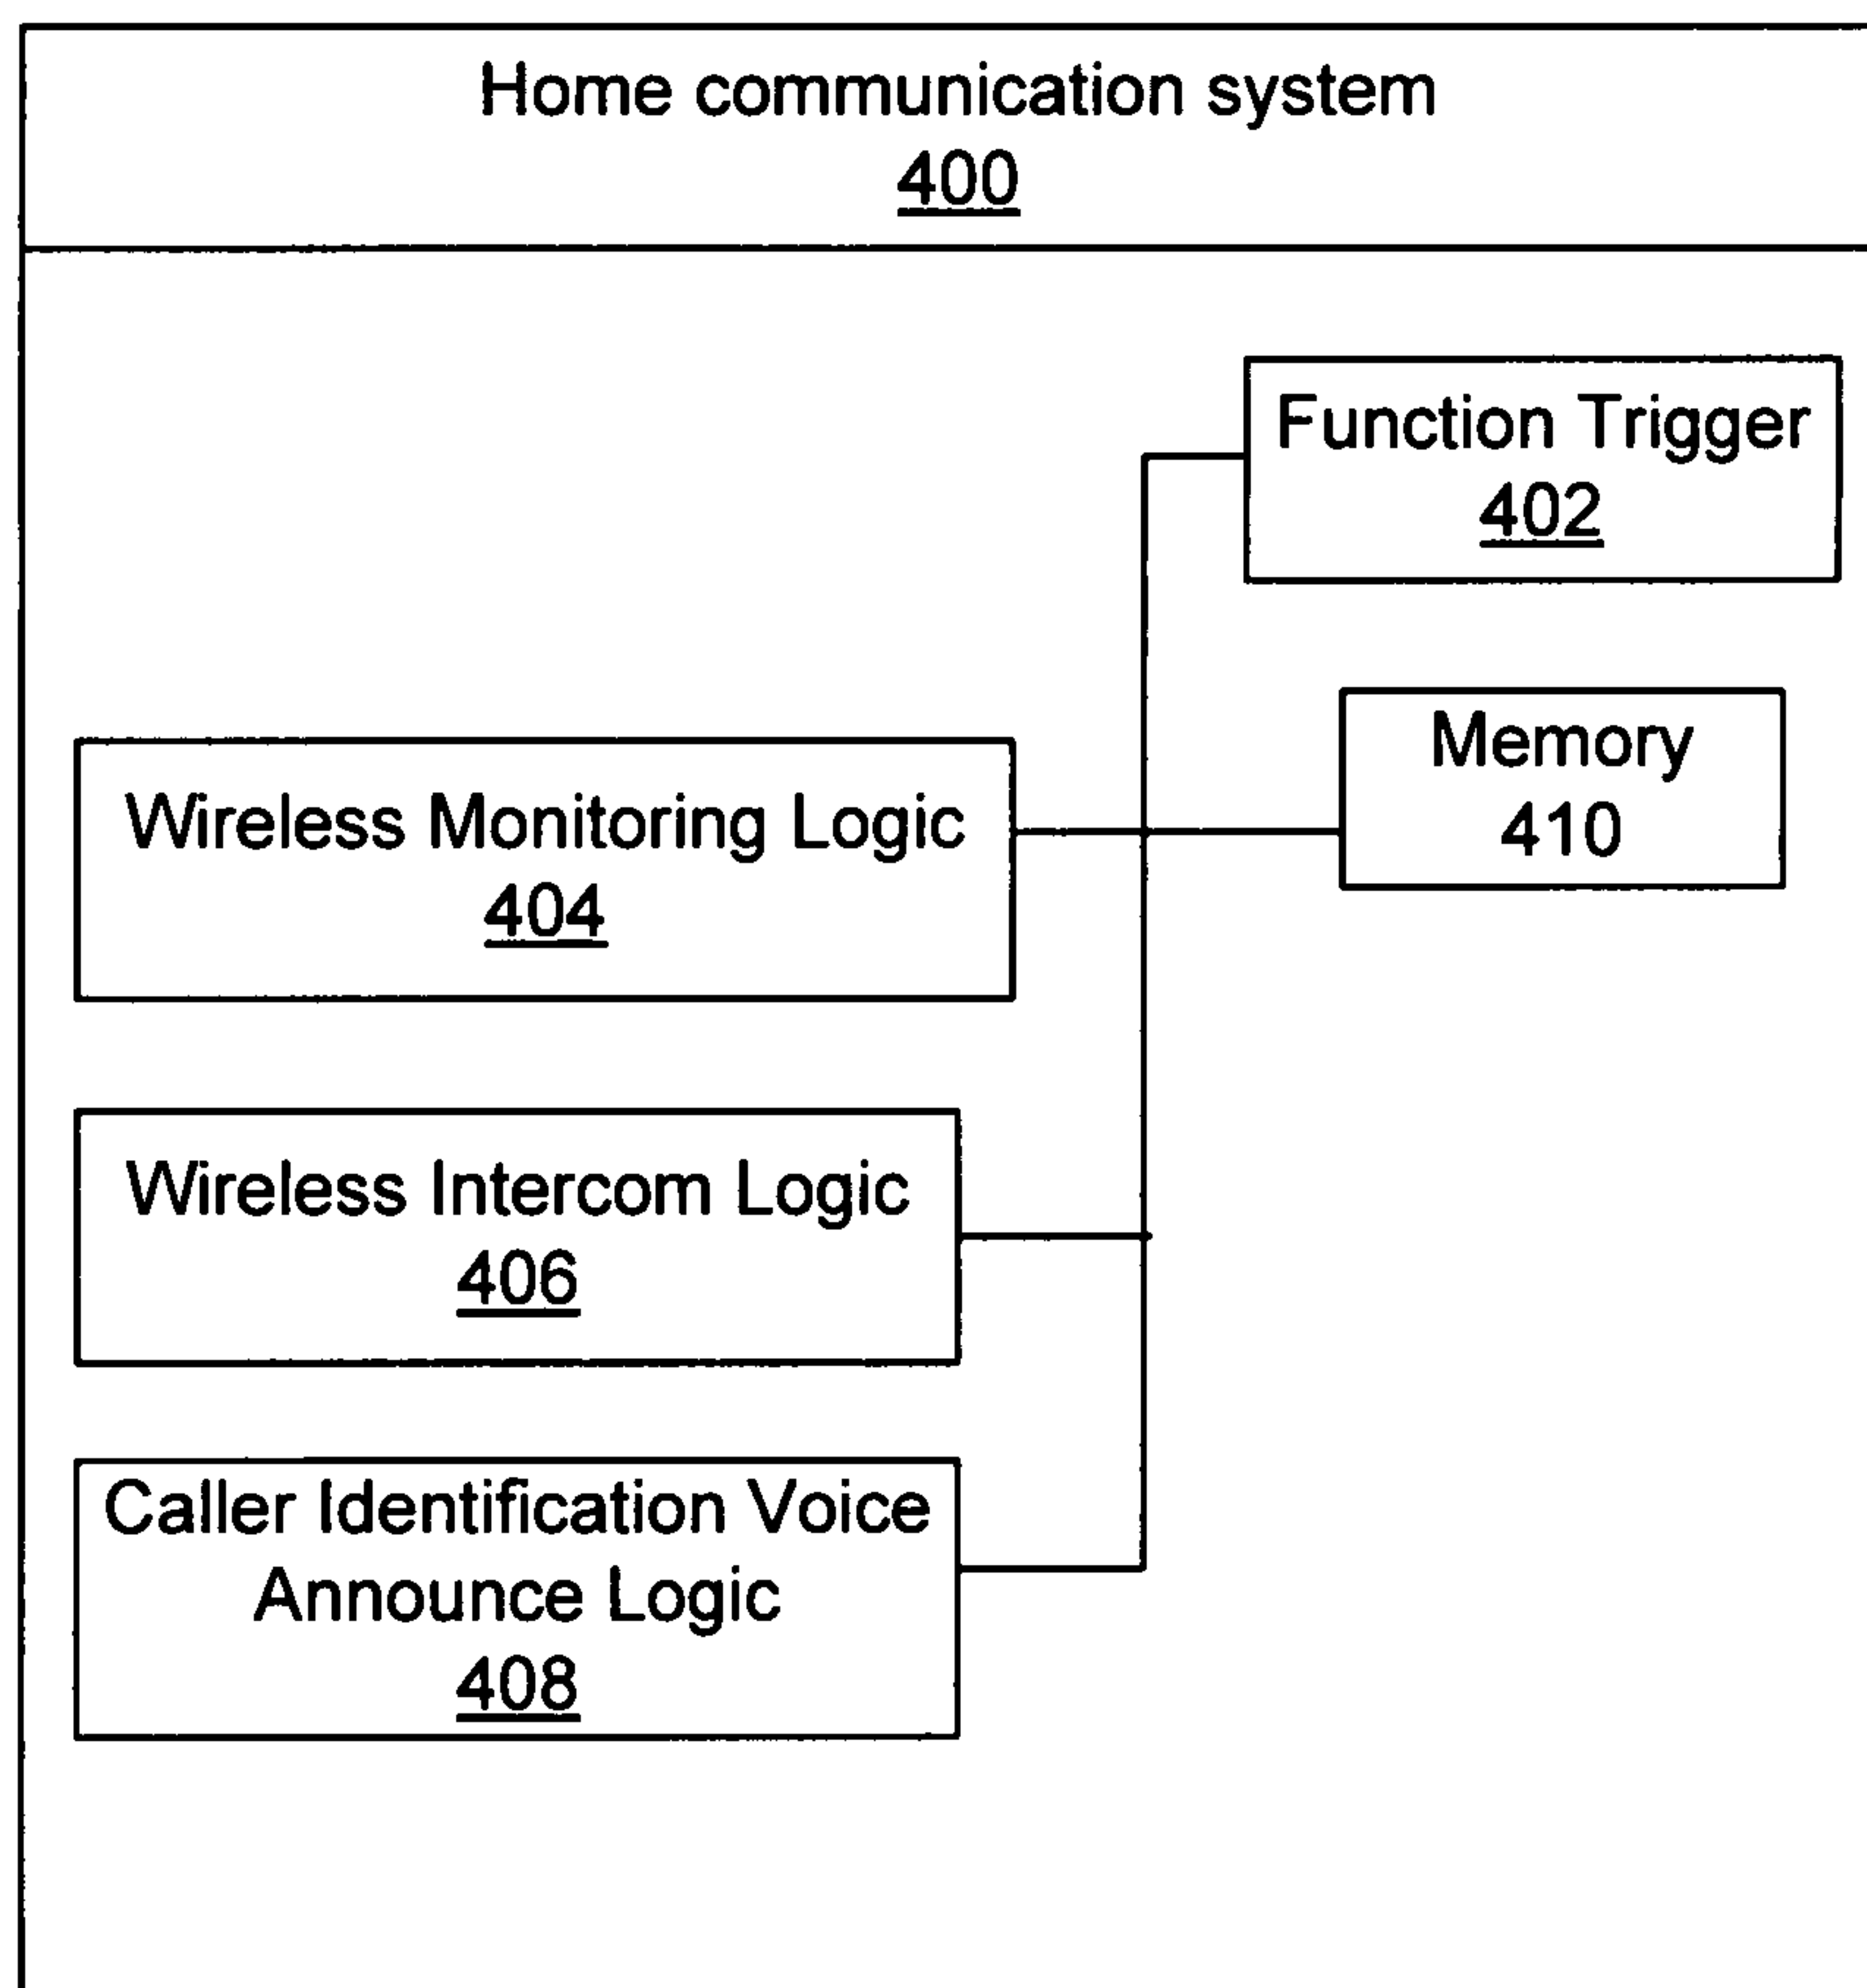 Home communication system
400
Function Trigger
402
Memory
410
Wireless Monitoring Logic
404
Wireless Intercom Logic
406
Caller Identification Voice
Announce Logic
408